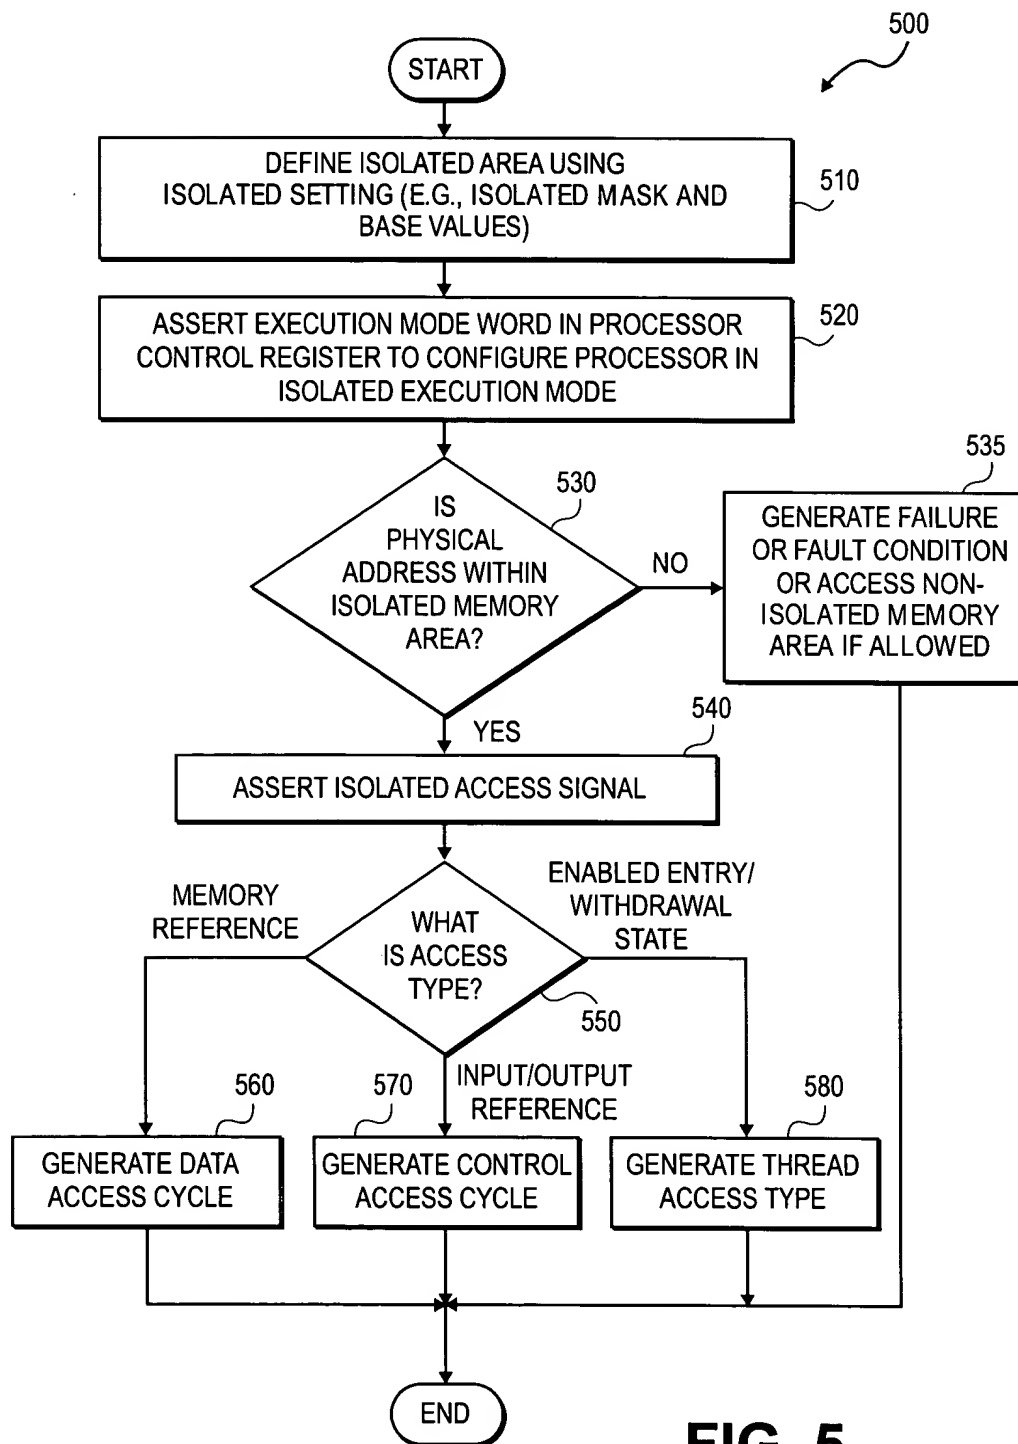 500
START
DEFINE ISOLATED AREA USING
ISOLATED SETTING (E.G., ISOLATED MASK AND
BASE VALUES)
510
ASSERT EXECUTION MODE WORD IN PROCESSOR
CONTROL REGISTER TO CONFIGURE PROCESSOR IN
ISOLATED EXECUTION MODE
520
IS
PHYSICAL
ADDRESS WITHIN
ISOLATED MEMORY
AREA?
530
NO
535
GENERATE FAILURE
OR FAULT CONDITION
OR ACCESS NON-
ISOLATED MEMORY
AREA IF ALLOWED
YES
540
ASSERT ISOLATED ACCESS SIGNAL
MEMORY
REFERENCE
WHAT
IS ACCESS
TYPE?
550
ENABLED ENTRY/
WITHDRAWAL
STATE
INPUT/OUTPUT
REFERENCE
560
GENERATE DATA
ACCESS CYCLE
570
GENERATE CONTROL
ACCESS CYCLE
580
GENERATE THREAD
ACCESS TYPE
END
FIG. 5